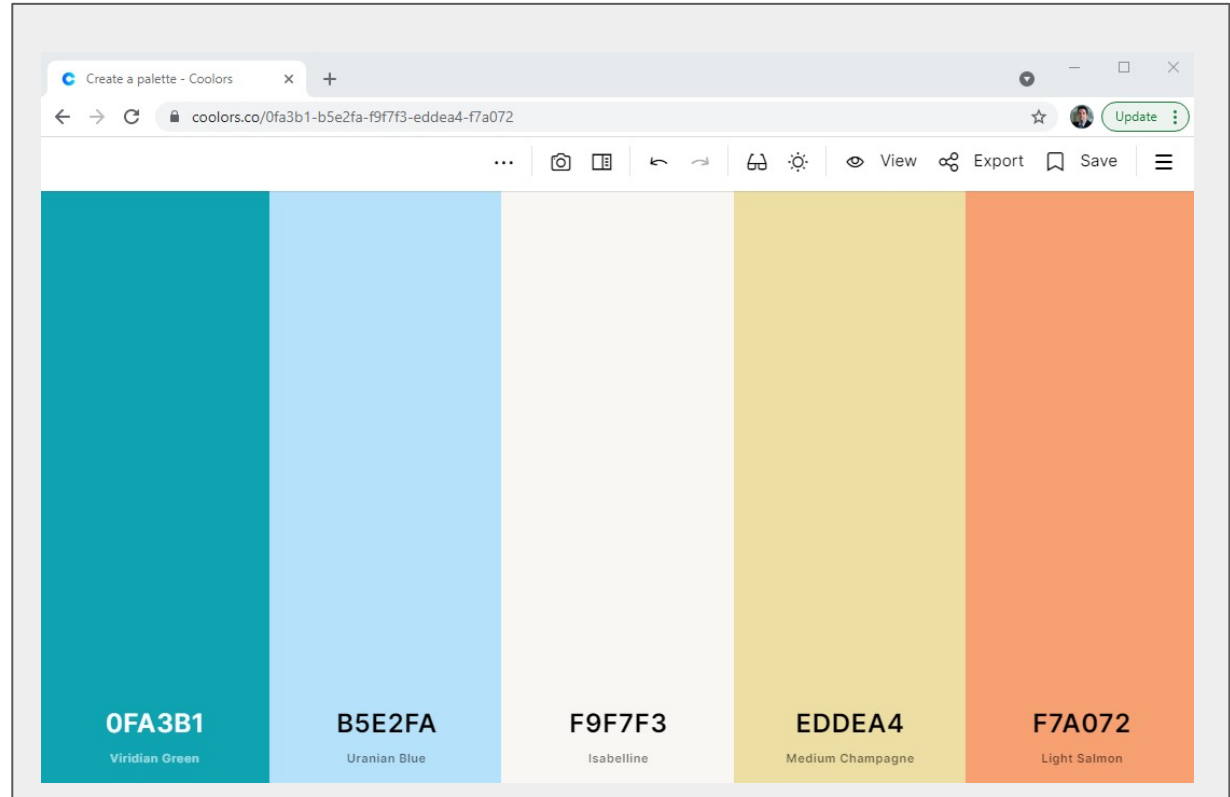 Create a palette - Coolors
coolors.co/0fa3b1-b5e2fa-f9f7f3-eddea4-f7a072
Update
View Export Save
0FA3B1 B5E2FA F9F7F3 EDDEA4 F7A072
Viridian Green Uranian Blue Isabelline Medium Champagne Light Salmon